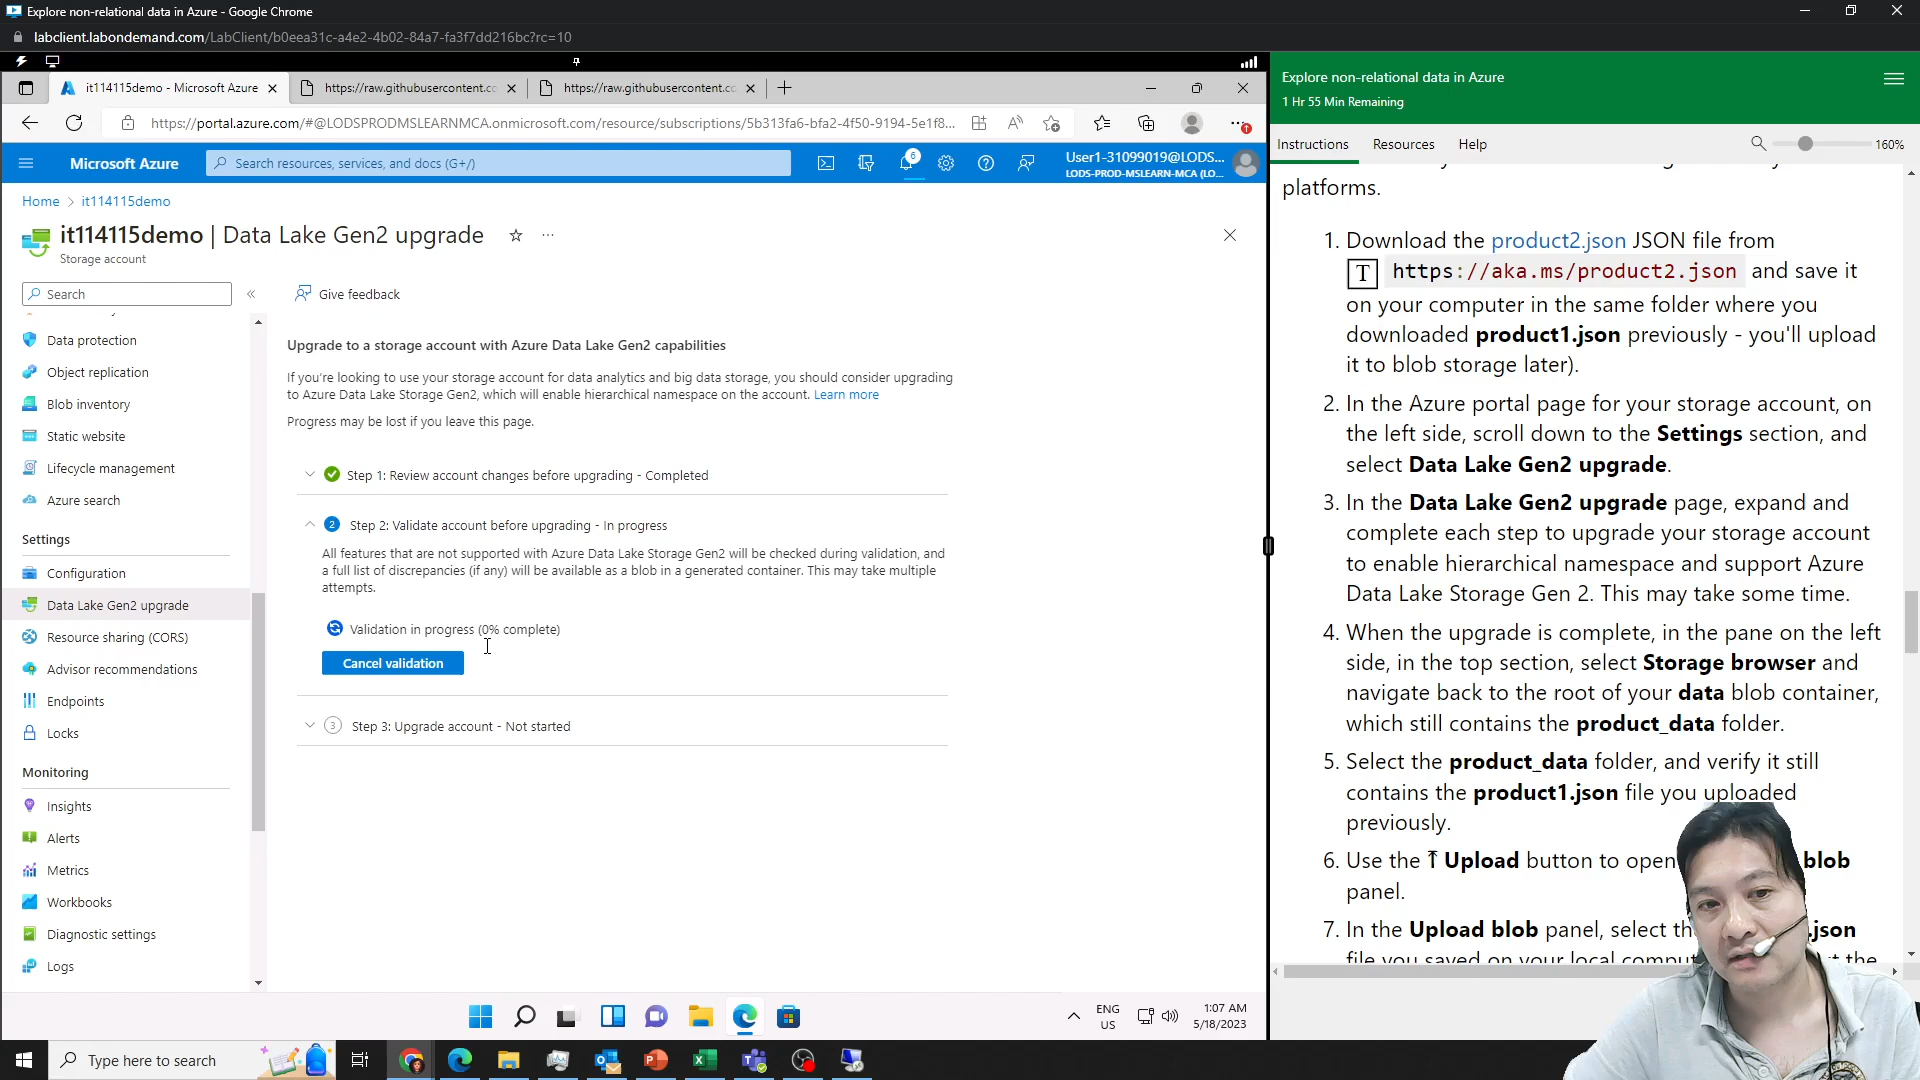 Explore non-relational data in Azure - Google Chrome
labclient.labondemand.com/LabClient/b0eea31c-a4e2-4b02-84a7-fa3f7dd216bc?rc=10
it114115demo - Microsoft Azure
https://raw.githubusercontent.cc
https://raw.githubusercontent.cc
https://portal.azure.com/#@LODSPRODMSLEARNMCA.onmicrosoft.com/resource/subscriptions/5b313fa6-bfa2-4f50-9194-5e1f8...
Microsoft Azure
Search resources, services, and docs (G+/)
6
User1-31099019@LODS...
LODS-PROD-MSLEARN-MCA (LO...
Home > it114115demo
it114115demo | Data Lake Gen2 upgrade
Storage account
Search
Data protection
Object replication
Blob inventory
Static website
Lifecycle management
Azure search
Settings
Configuration
Data Lake Gen2 upgrade
Resource sharing (CORS)
Advisor recommendations
Endpoints
Locks
Monitoring
Insights
Alerts
Metrics
Workbooks
Diagnostic settings
Logs
Give feedback
Upgrade to a storage account with Azure Data Lake Gen2 capabilities
If you're looking to use your storage account for data analytics and big data storage, you should consider upgrading
to Azure Data Lake Storage Gen2, which will enable hierarchical namespace on the account. Learn more
Progress may be lost if you leave this page.
Step 1: Review account changes before upgrading - Completed
2 Step 2: Validate account before upgrading - In progress
All features that are not supported with Azure Data Lake Storage Gen2 will be checked during validation, and
a full list of discrepancies (if any) will be available as a blob in a generated container. This may take multiple
attempts.
Validation in progress (0% complete)
Cancel validation
3 Step 3: Upgrade account - Not started
ENG
US
1:07 AM
5/18/2023
Explore non-relational data in Azure
1 Hr 55 Min Remaining
Instructions
Resources
Help
160%
platforms.
1. Download the product2.json JSON file from
T https://aka.ms/product2.json and save it
on your computer in the same folder where you
downloaded product1.json previously - you'll upload
it to blob storage later).
2. In the Azure portal page for your storage account, on
the left side, scroll down to the Settings section, and
select Data Lake Gen2 upgrade.
3. In the Data Lake Gen2 upgrade page, expand and
complete each step to upgrade your storage account
to enable hierarchical namespace and support Azure
Data Lake Storage Gen 2. This may take some time.
4. When the upgrade is complete, in the pane on the left
side, in the top section, select Storage browser and
navigate back to the root of your data blob container,
which still contains the product_data folder.
5. Select the product_data folder, and verify it still
contains the product1.json file you uploaded
previously.
6. Use the ⤒ Upload button to open blob
panel.
7. In the Upload blob panel, select th .json
file you saved on your local comput the
Type here to search